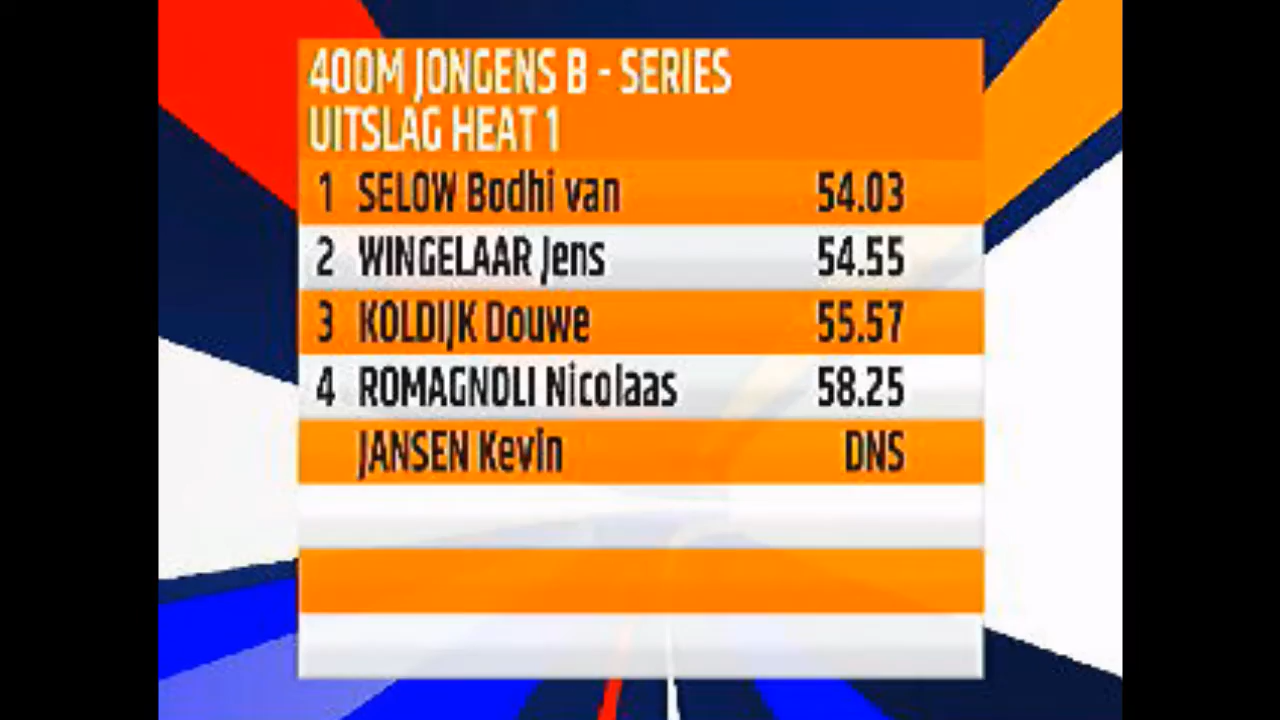 400M JONGENS B - SERIES
UITSLAG HEAT 1
1 SELOW Bodhi van 54.03
2 WINGELAAR Jens 54.55
3 KOLDIJK Douwe 55.57
4 ROMAGNOLI Nicolaas 58.25
JANSEN Kevin DNS